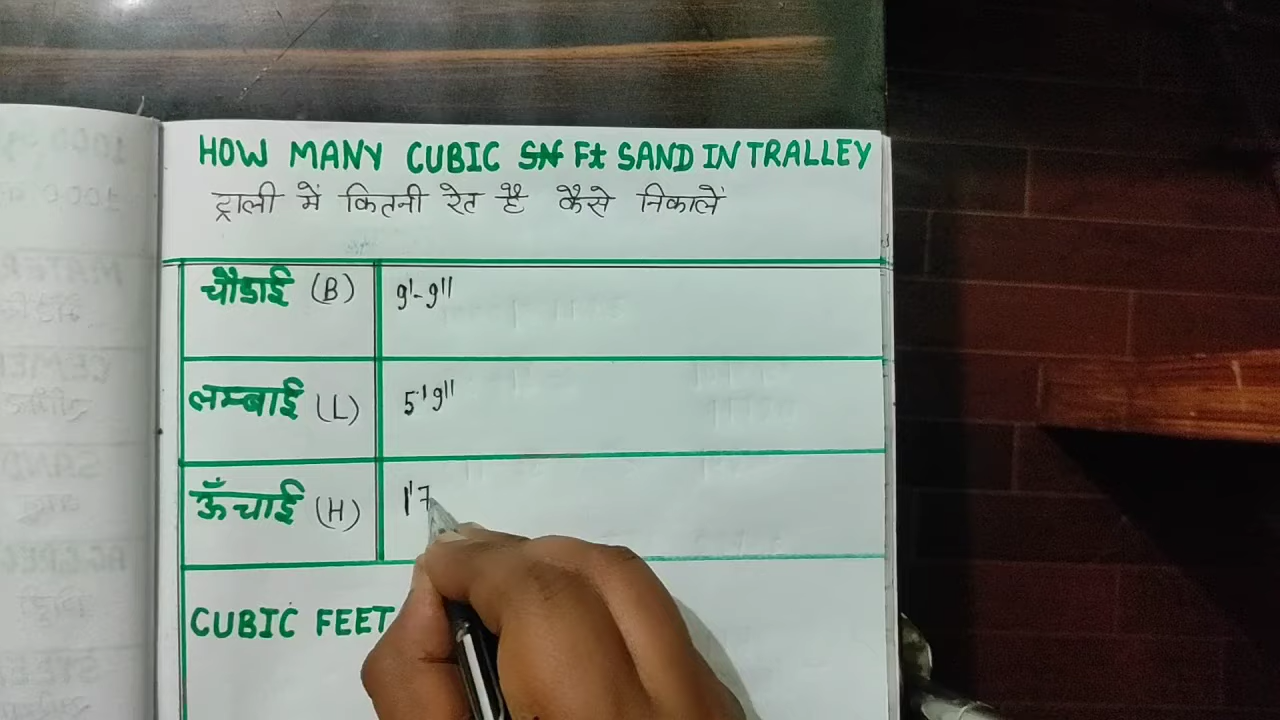 HOW MANY CUBIC SN Ft SAND IN TRALLEY
ट्राली में कितनी रेत है कैसे निकालें
चौडाई (B) 9'-9"
लम्बाई (L) 5'9"
ऊँचाई (H) 1'7
CUBIC FEET